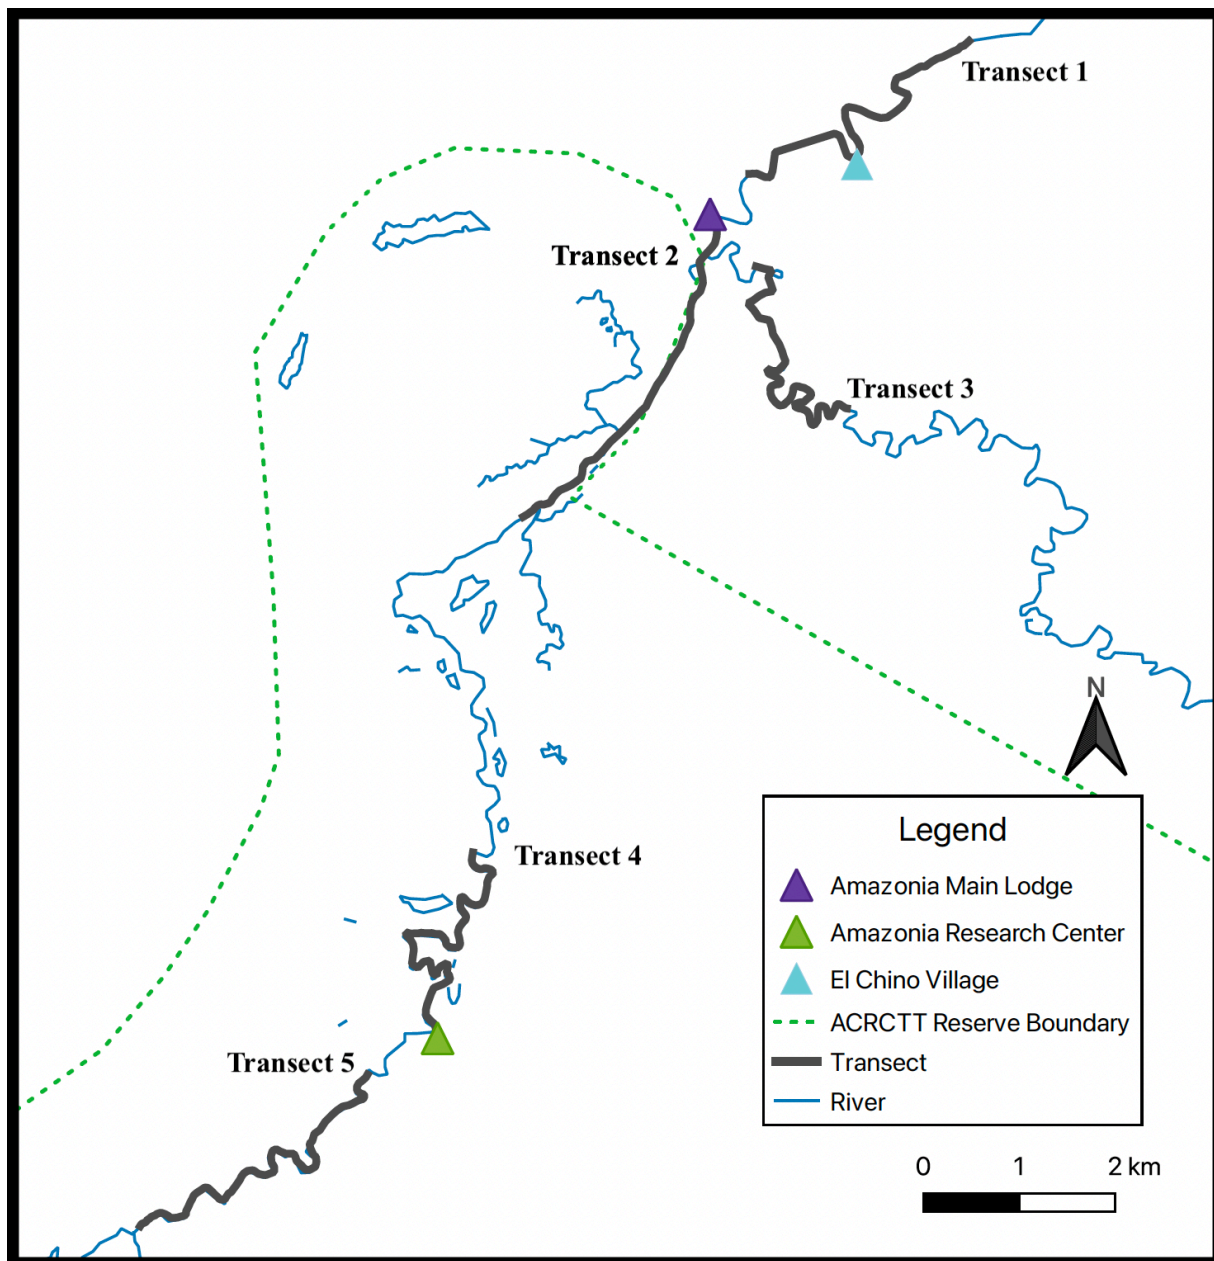 Transect 1
Transect 2
Transect 3
N
Legend
Transect 4
Amazonia Main Lodge
Amazonia Research Center
El Chino Village
ACRCTT Reserve Boundary
Transect 5
Transect
River
0 1 2 km